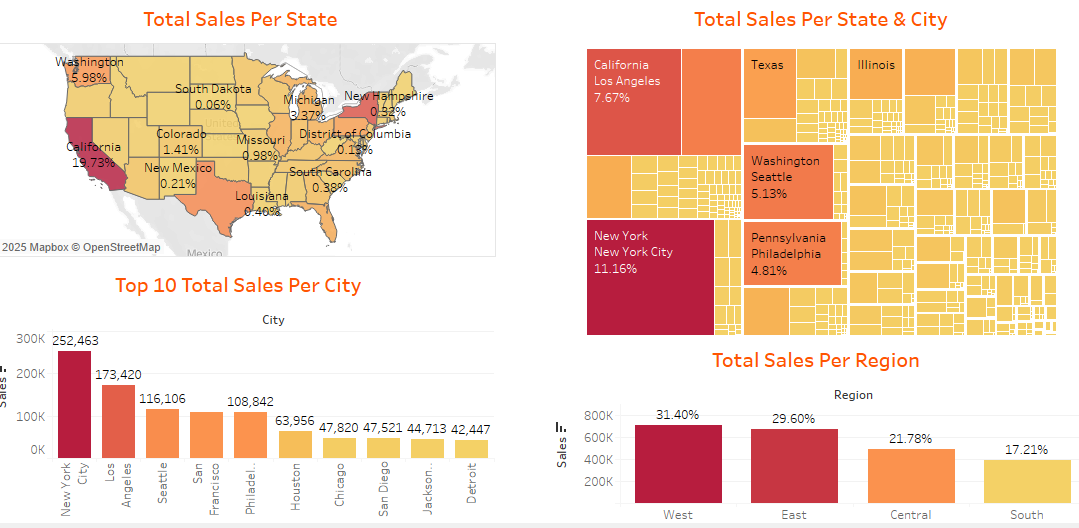 Total Sales Per State
Washington
5.98%
South Dakota
0.06%
Michigan
3.37%
New Hampshire
0.32%
Colorado
1.41%
Missouri
0.98%
District of Columbia
0.13%
California
19.73%
New Mexico
0.21%
South Carolina
0.38%
Louisiana
0.40%
United
2025 Mapbox © OpenStreetMap
Mexico
Total Sales Per State & City
California
Los Angeles
7.67%
Texas
Illinois
Washington
Seattle
5.13%
New York
New York City
11.16%
Pennsylvania
Philadelphia
4.81%
Top 10 Total Sales Per City
City
300K
200K
100K
0K
Sales
252,463
173,420
116,106
108,842
63,956
47,820
47,521
44,713
42,447
New York
City
Los
Angeles
Seattle
San
Francisco
Philadel..
Houston
Chicago
San Diego
Jackson..
Detroit
Total Sales Per Region
Region
800K
600K
400K
200K
Sales
31.40%
29.60%
21.78%
17.21%
West
East
Central
South